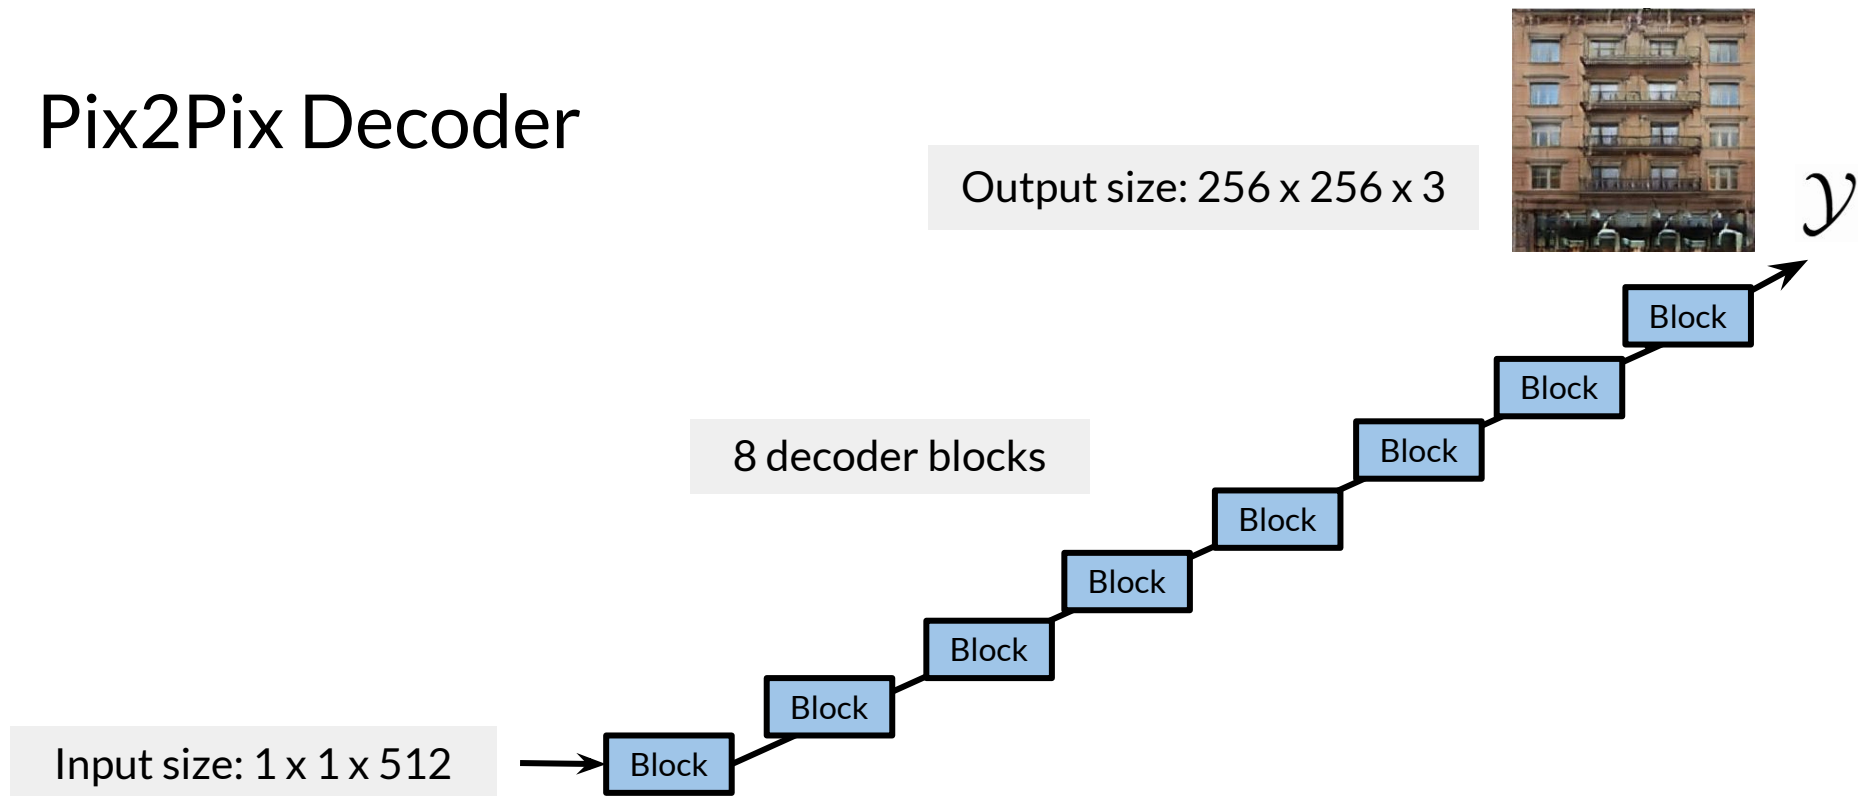 Pix2Pix Decoder
Output size: 256 x 256 x 3
y
Block
Block
8 decoder blocks
Block
Block
Block
Block
Block
Input size: 1 x 1 x 512
Block